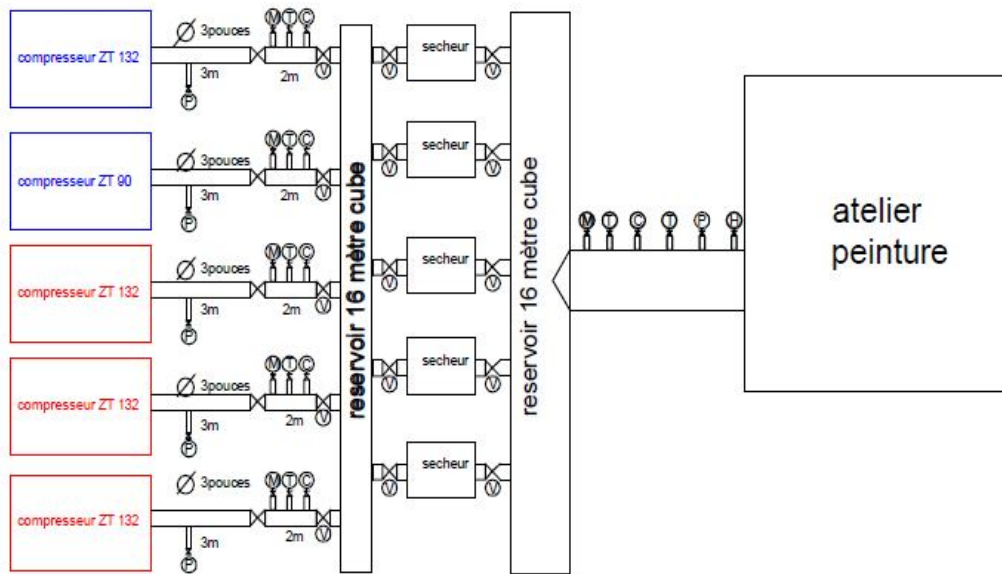 compresseur ZT 132
3pouces
3m
P
M T C
2m
V
V
secheur
V
compresseur ZT 90
3pouces
3m
P
M T C
2m
V
V
secheur
V
compresseur ZT 132
3pouces
3m
P
M T C
2m
V
V
secheur
V
compresseur ZT 132
3pouces
3m
P
M T C
2m
V
V
secheur
V
compresseur ZT 132
3pouces
3m
P
M T C
2m
V
V
secheur
V
reservoir 16 mètre cube
reservoir 16 mètre cube
M T C T P H
atelier
peinture